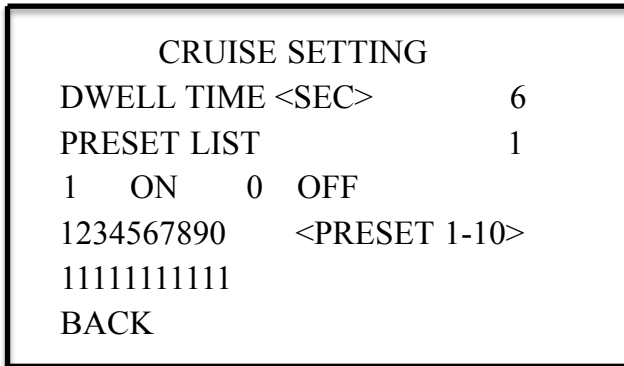 CRUISE SETTING
DWELL TIME <SEC> 6
PRESET LIST 1
1 ON 0 OFF
1234567890 <PRESET 1-10>
11111111111
BACK